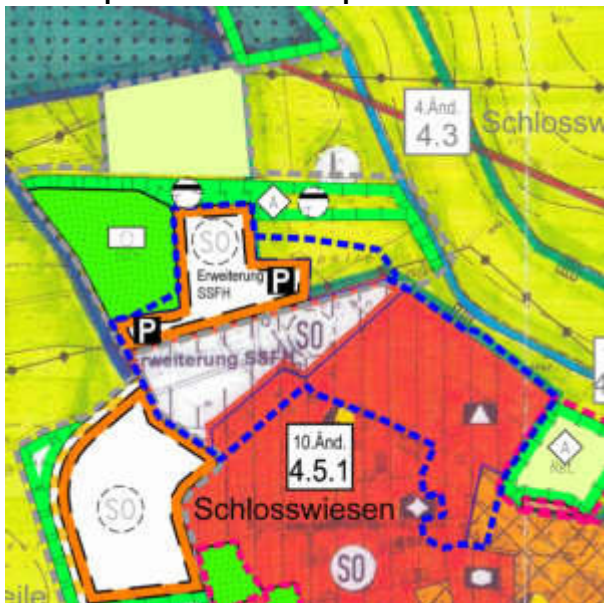 4.Änd.
4.3
Schlossw
A
L
SO
Erweiterung
SSFH
P
P
SO
rweiterung SSFH
10.Änd.
4.5.1
A
SO
Schlosswiesen
SO
eile